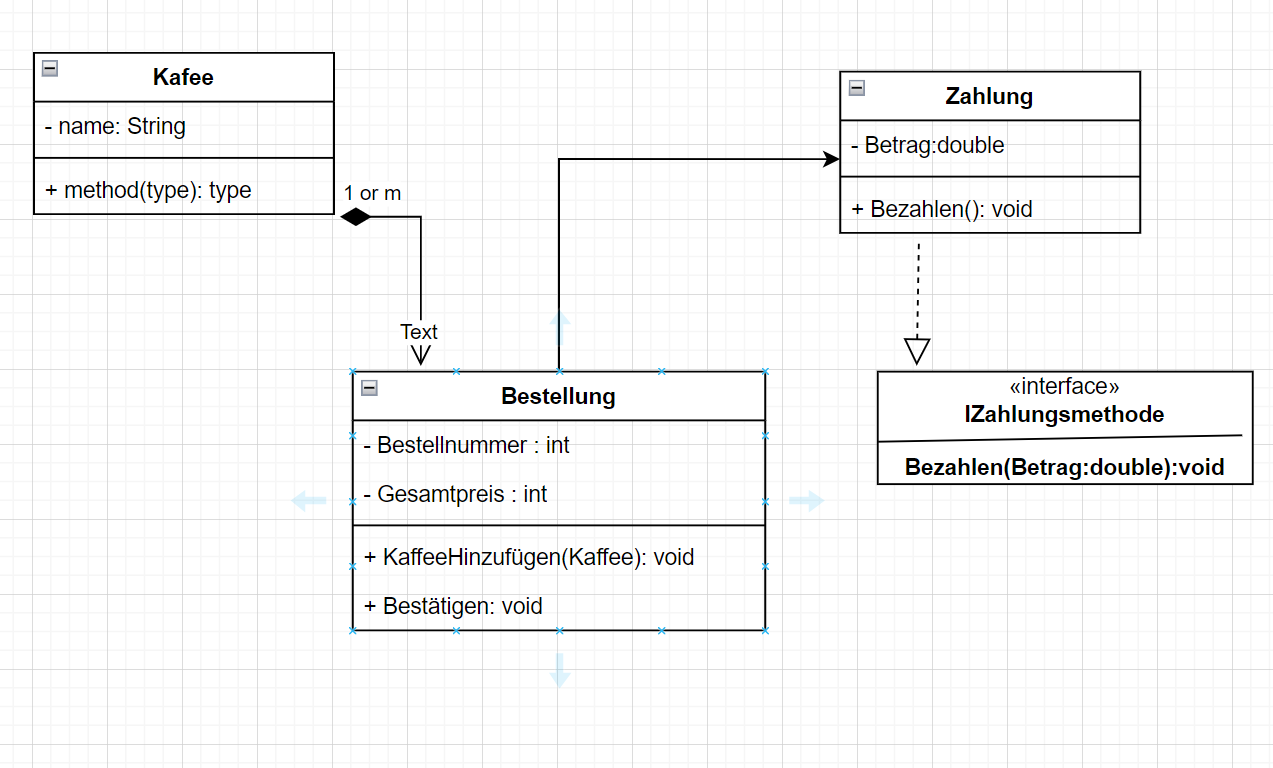 Kafee
- name: String
+ method(type): type
1 or m
Text
Zahlung
- Betrag:double
+ Bezahlen(): void
Bestellung
- Bestellnummer : int
- Gesamtpreis : int
+ KaffeeHinzufügen(Kaffee): void
+ Bestätigen: void
«interface»
IZahlungsmethode
Bezahlen(Betrag:double):void